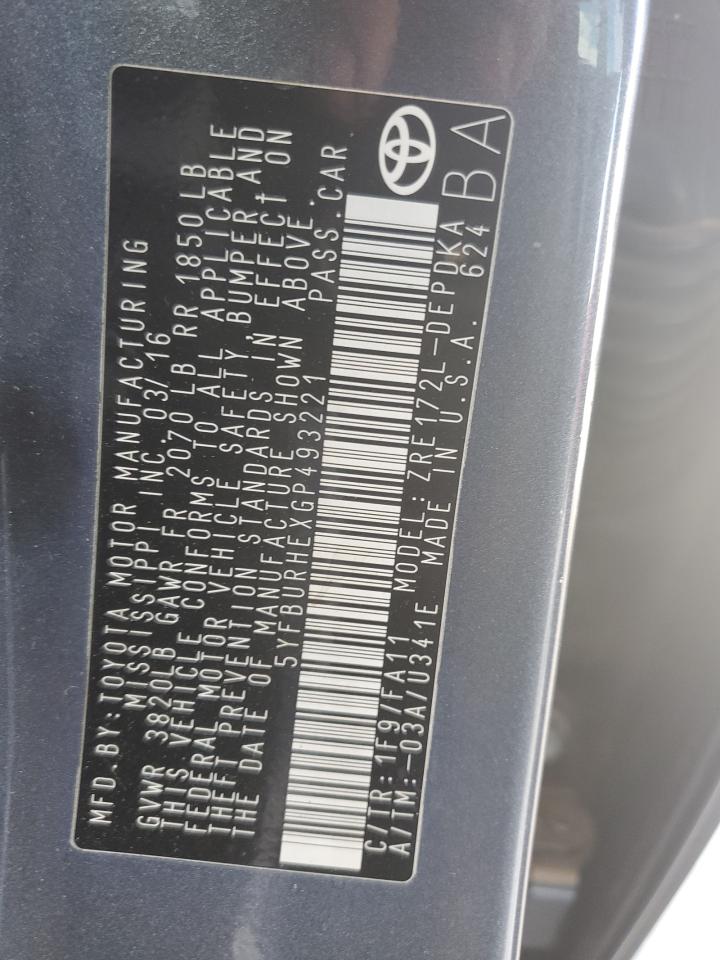 MFD.BY:TOYOTA MOTOR MANUFACTURING
MISSISSIPPI INC. 03/16
GVWR 3820LB GAWR FR 2070 LB RR 1850LB
THIS VEHICLE CONFORMS TO ALL APPLICABLE
FEDERAL MOTOR VEHICLE SAFETY,BUMPER,AND
THEFT PREVENTION STANDARDS IN EFFECT ON
THE DATE OF MANUFACTURE SHOWN ABOVE.
5YFBURHEXGP493221 PASS.CAR
C/TR:1F9/FA11 MODEL:ZRE172L-DEPDKA
A/TM:-03A/U341E MADE IN U.S.A. 624
BA